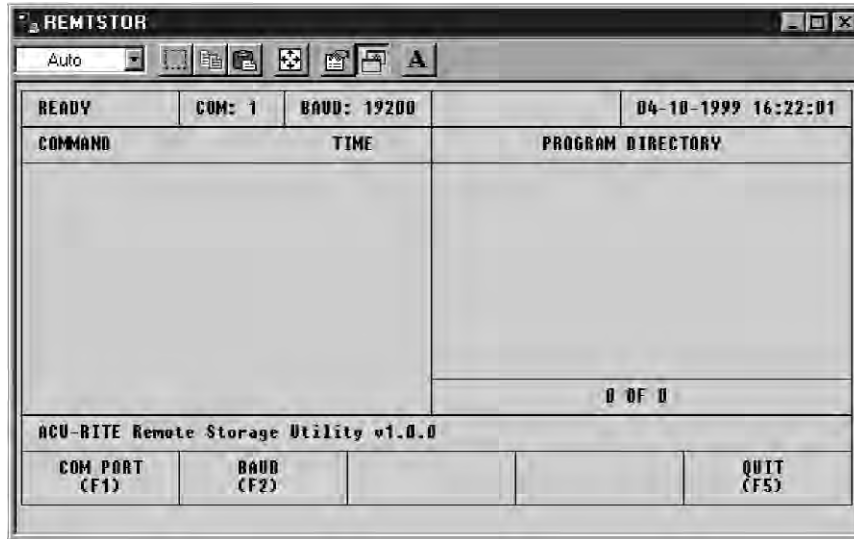 REMTSTOR
Auto
A
READY COM: 1 BAUD: 19200 04-10-1999 16:22:01
COMMAND TIME PROGRAM DIRECTORY
0 OF 0
ACU-RITE Remote Storage Utility v1.0.0
COM PORT BAUD QUIT
(F1) (F2) (F5)